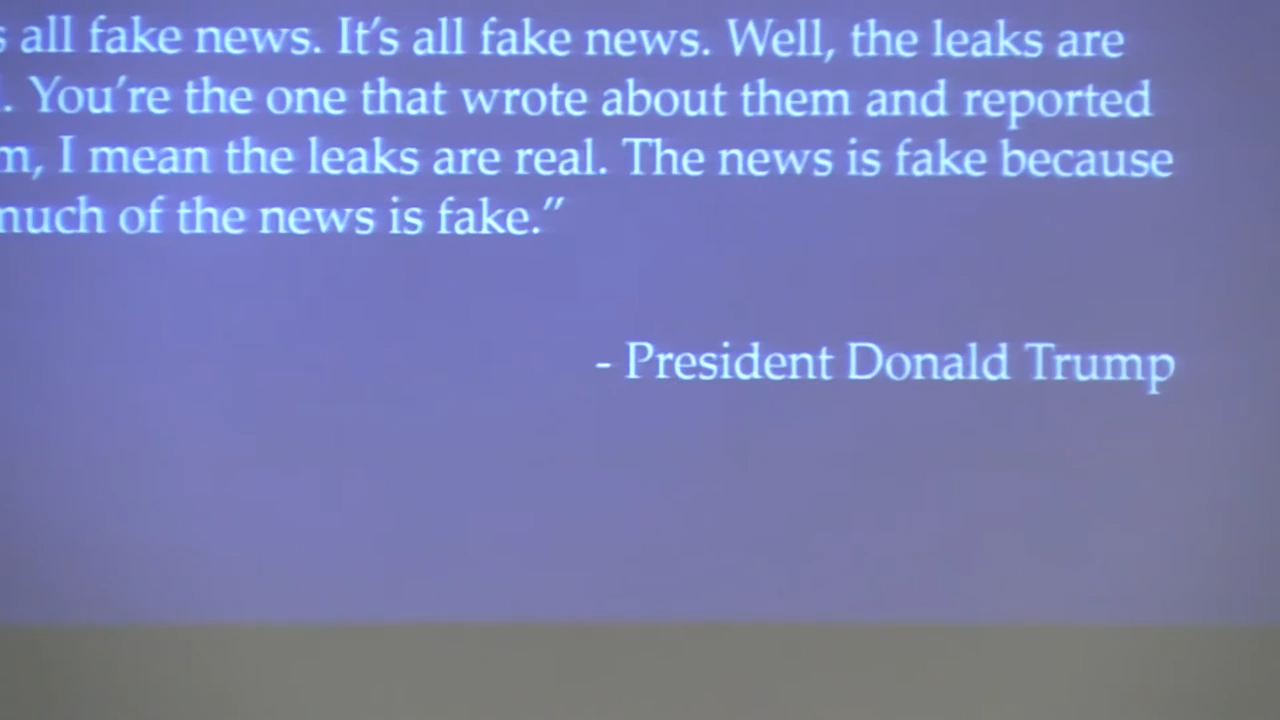 all fake news. It’s all fake news. Well, the leaks are
. You’re the one that wrote about them and reported
, I mean the leaks are real. The news is fake because
of the news is fake.”
- President Donald Trump